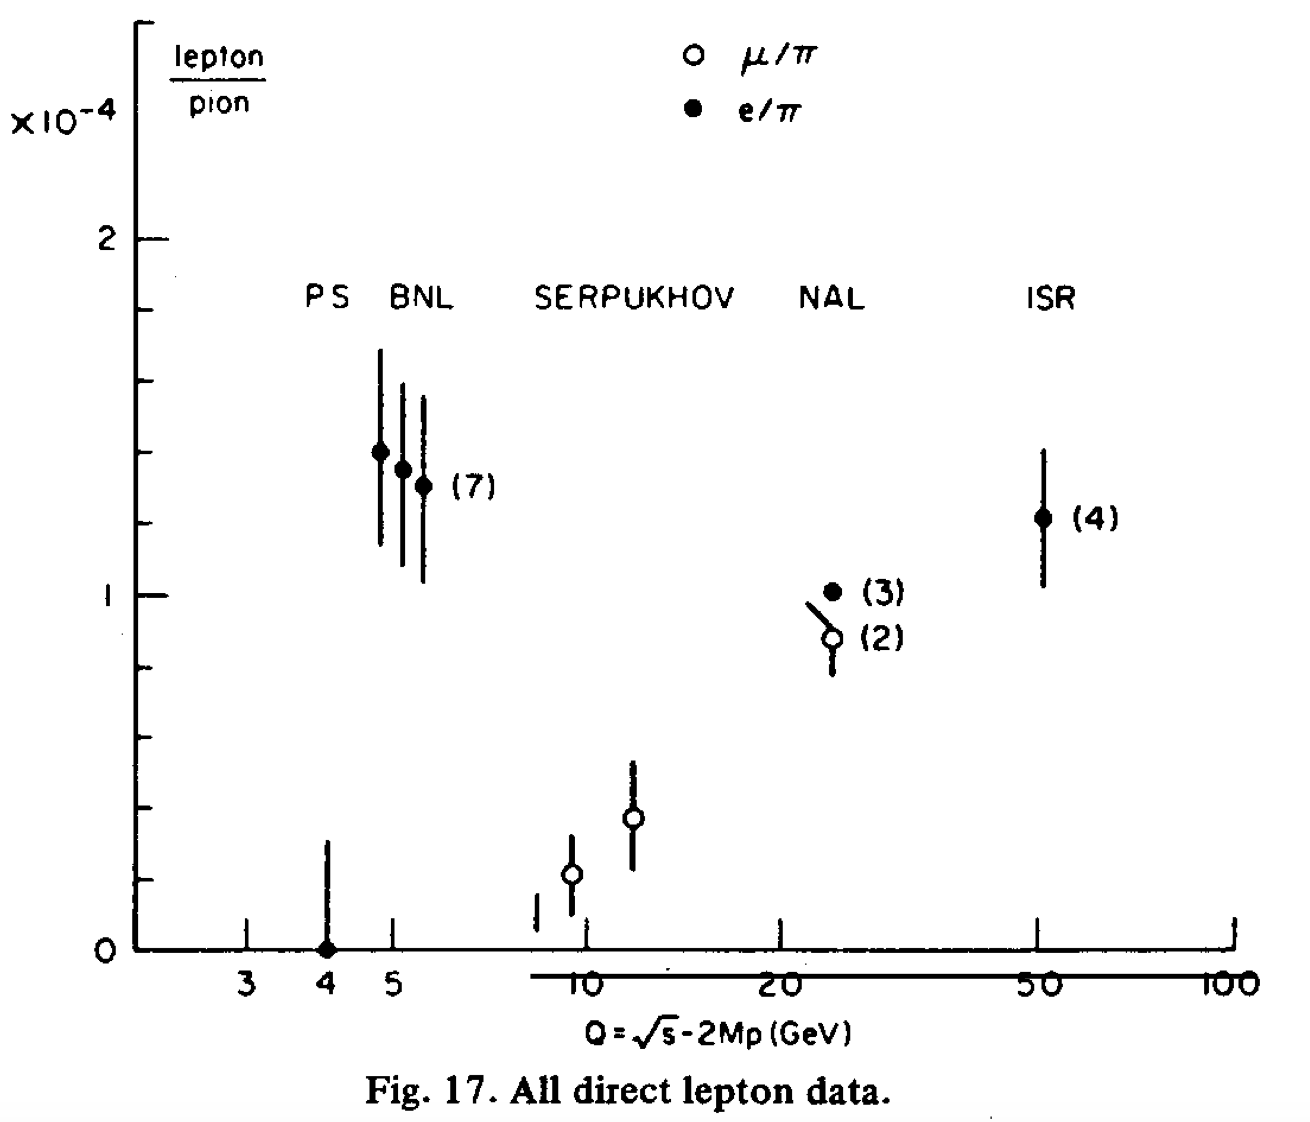 lepton
pion
×10⁻⁴
○ μ/π
● e/π
2
PS BNL SERPUKHOV NAL ISR
(7)
(4)
1
(3)
(2)
0
3 4 5 10 20 50 100
Q = √s - 2Mp (GeV)
Fig. 17. All direct lepton data.